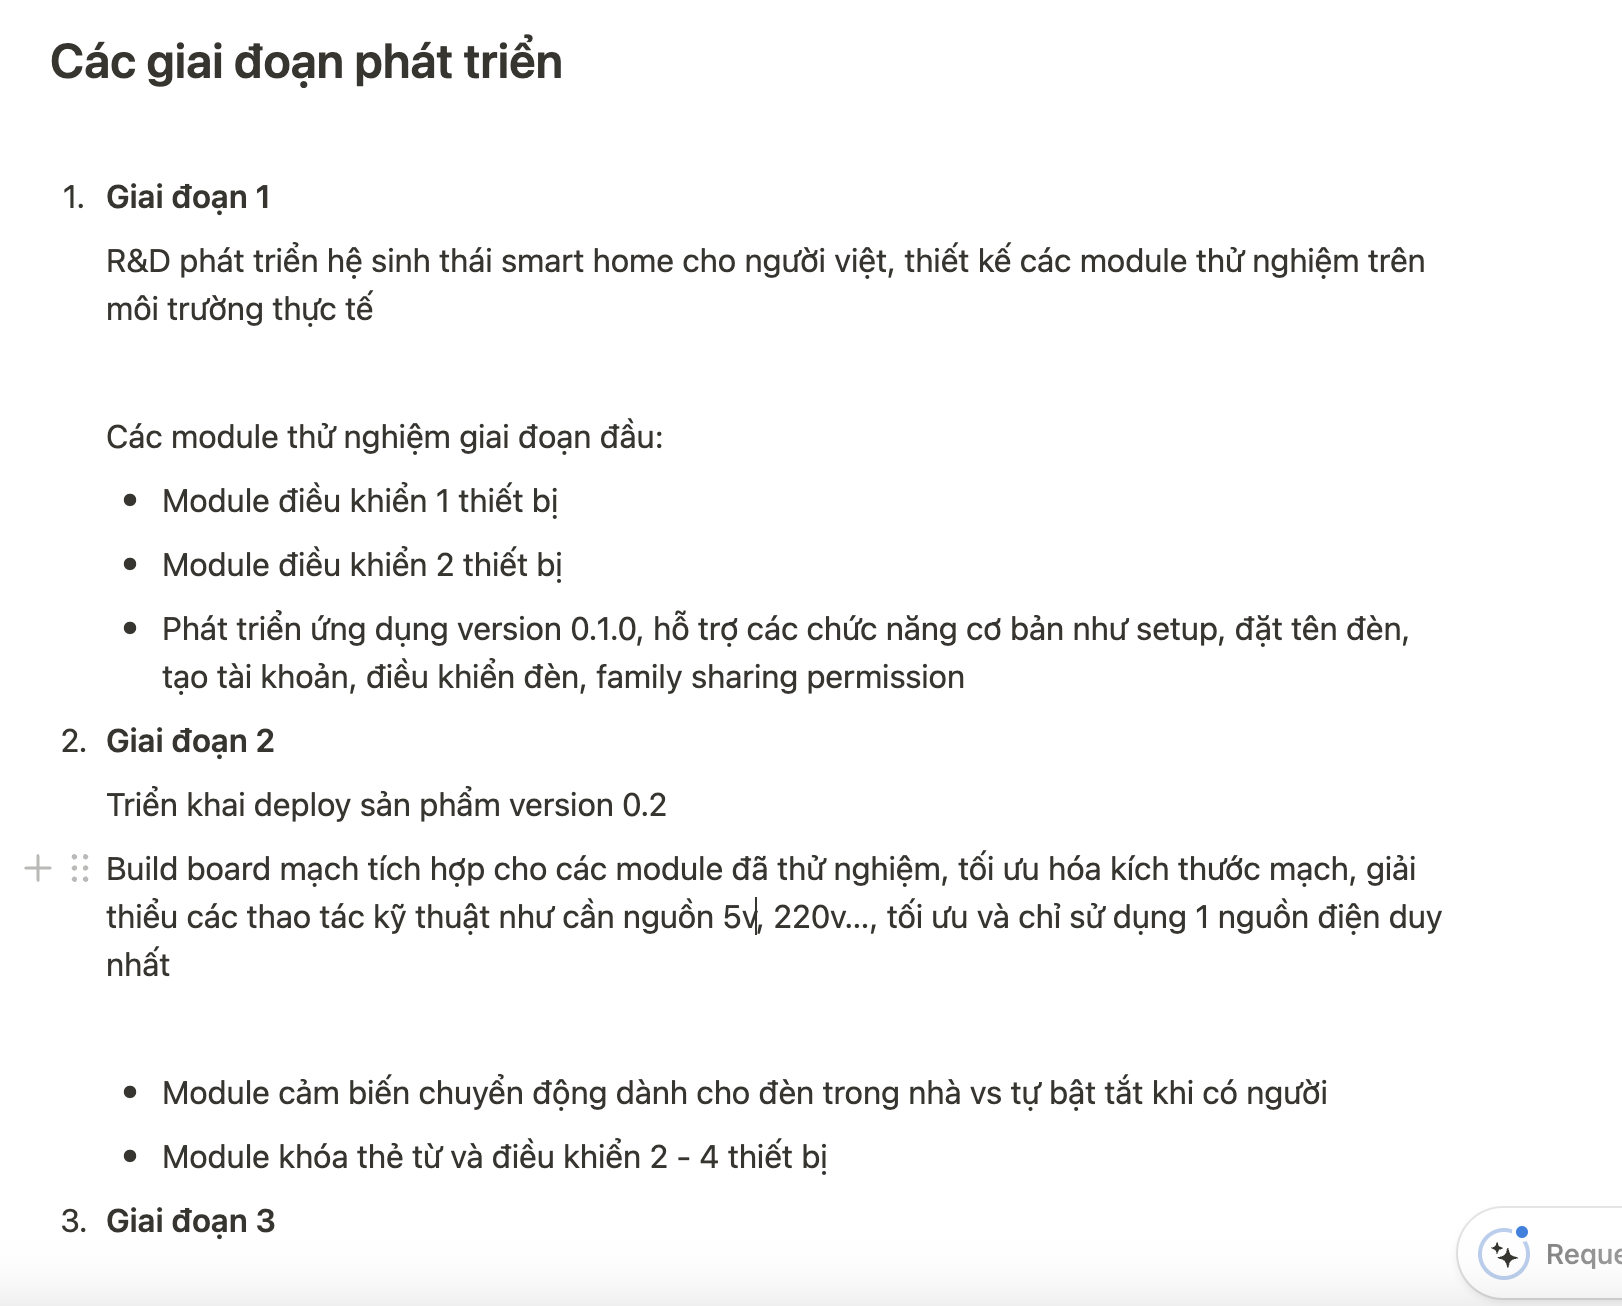 Các giai đoạn phát triển
1. Giai đoạn 1
R&D phát triển hệ sinh thái smart home cho người việt, thiết kế các module thử nghiệm trên
môi trường thực tế
Các module thử nghiệm giai đoạn đầu:
• Module điều khiển 1 thiết bị
• Module điều khiển 2 thiết bị
• Phát triển ứng dụng version 0.1.0, hỗ trợ các chức năng cơ bản như setup, đặt tên đèn,
tạo tài khoản, điều khiển đèn, family sharing permission
2. Giai đoạn 2
Triển khai deploy sản phẩm version 0.2
Build board mạch tích hợp cho các module đã thử nghiệm, tối ưu hóa kích thước mạch, giải
thiểu các thao tác kỹ thuật như cần nguồn 5v, 220v..., tối ưu và chỉ sử dụng 1 nguồn điện duy
nhất
• Module cảm biến chuyển động dành cho đèn trong nhà vs tự bật tắt khi có người
• Module khóa thẻ từ và điều khiển 2 - 4 thiết bị
3. Giai đoạn 3